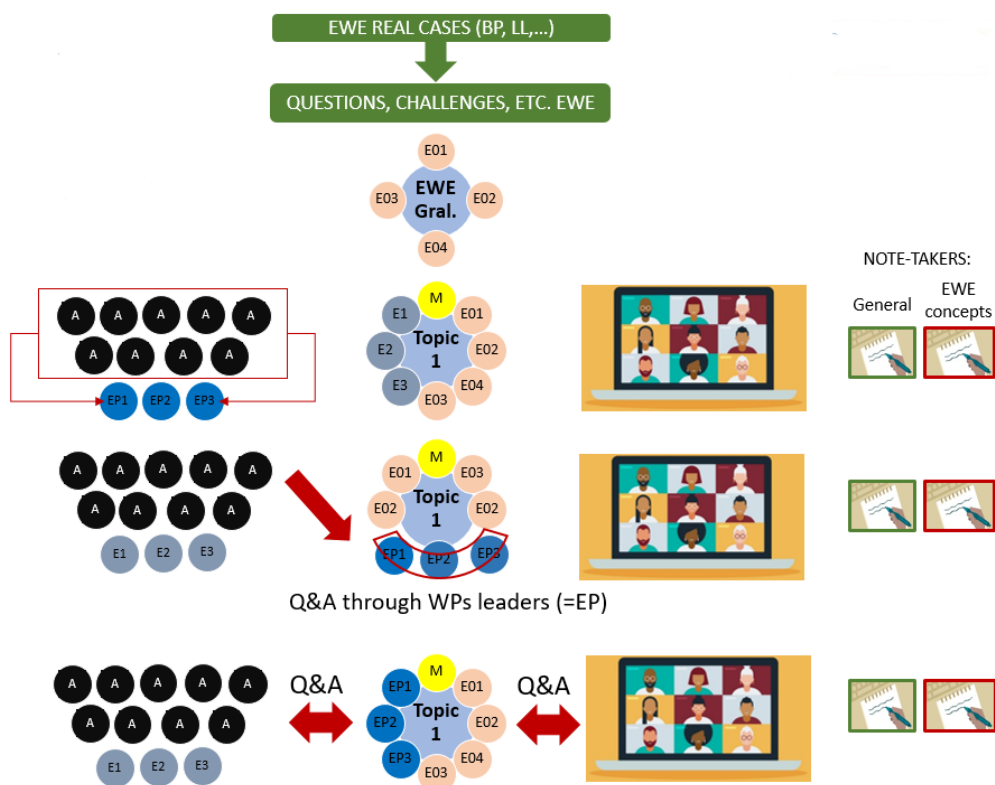 EWE REAL CASES (BP, LL,...)
QUESTIONS, CHALLENGES, ETC. EWE
E01
E03
EWE
Gral.
E02
E04
NOTE-TAKERS:
General
EWE
concepts
A A A A A
A A A A
EP1 EP2 EP3
M
E1
E01
E2
Topic
1
E02
E3
E04
E03
A A A A A
A A A A
E1 E2 E3
M
E01
E03
E02
Topic
1
E02
EP1 EP2 EP3
Q&A through WPs leaders (=EP)
A A A A A
A A A A
E1 E2 E3
Q&A
M
EP1
E01
EP2
Topic
1
E02
EP3
E04
E03
Q&A